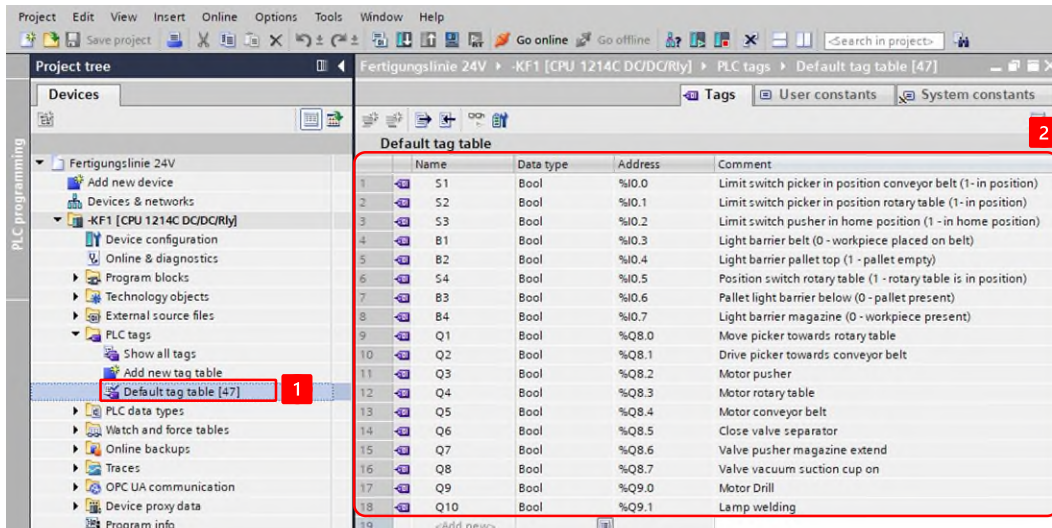 Project Edit View Insert Online Options Tools Window Help
Save project Go online Go offline <Search in project>
Project tree
Fertigungslinie 24V ▸ -KF1 [CPU 1214C DC/DC/Rly] ▸ PLC tags ▸ Default tag table [47]
Devices
Tags User constants System constants
2
Default tag table
PLC programming
Fertigungslinie 24V
Add new device
Devices & networks
-KF1 [CPU 1214C DC/DC/Rly]
Device configuration
Online & diagnostics
Program blocks
Technology objects
External source files
PLC tags
Show all tags
Add new tag table
Default tag table [47] 1
PLC data types
Watch and force tables
Online backups
Traces
OPC UA communication
Device proxy data
Program info
Name Data type Address Comment
1 S1 Bool %I0.0 Limit switch picker in position conveyor belt (1- in position)
2 S2 Bool %I0.1 Limit switch picker in position rotary table (1- in position)
3 S3 Bool %I0.2 Limit switch pusher in home position (1 - in home position)
4 B1 Bool %I0.3 Light barrier belt (0 - workpiece placed on belt)
5 B2 Bool %I0.4 Light barrier pallet top (1 - pallet empty)
6 S4 Bool %I0.5 Position switch rotary table (1 - rotary table is in position)
7 B3 Bool %I0.6 Pallet light barrier below (0 - pallet present)
8 B4 Bool %I0.7 Light barrier magazine (0 - workpiece present)
9 Q1 Bool %Q8.0 Move picker towards rotary table
10 Q2 Bool %Q8.1 Drive picker towards conveyor belt
11 Q3 Bool %Q8.2 Motor pusher
12 Q4 Bool %Q8.3 Motor rotary table
13 Q5 Bool %Q8.4 Motor conveyor belt
14 Q6 Bool %Q8.5 Close valve separator
15 Q7 Bool %Q8.6 Valve pusher magazine extend
16 Q8 Bool %Q8.7 Valve vacuum suction cup on
17 Q9 Bool %Q9.0 Motor Drill
18 Q10 Bool %Q9.1 Lamp welding
19 <Add new>